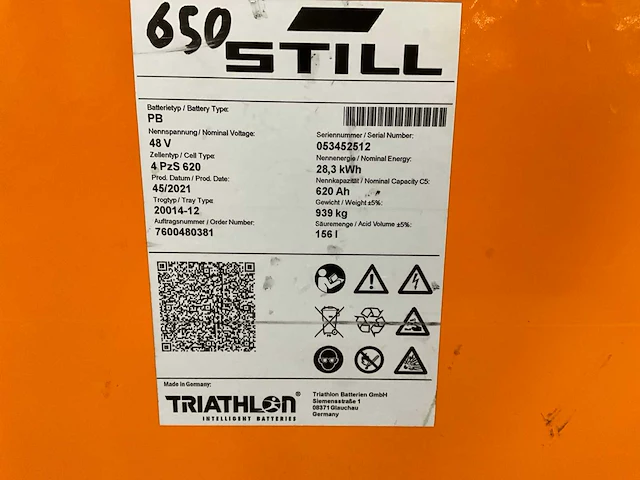 650
STILL
Batterietyp / Battery Type:
PB
Nennspannung / Nominal Voltage:
48 V
Zellentyp / Cell Type:
4 PzS 620
Prod. Datum / Prod. Date:
45/2021
Trogtyp / Tray Type:
20014-12
Auftragsnummer / Order Number:
7600480381
Seriennummer / Serial Number:
053452512
Nennenergie / Nominal Energy:
28,3 kWh
Nennkapazität / Nominal Capacity C5:
620 Ah
Gewicht / Weight ±5%:
939 kg
Säuremenge / Acid Volume ±5%:
156 l
Made in Germany:
TRIATHLON®
INTELLIGENT BATTERIES
Triathlon Batterien GmbH
Siemensstraße 1
08371 Glauchau
Germany